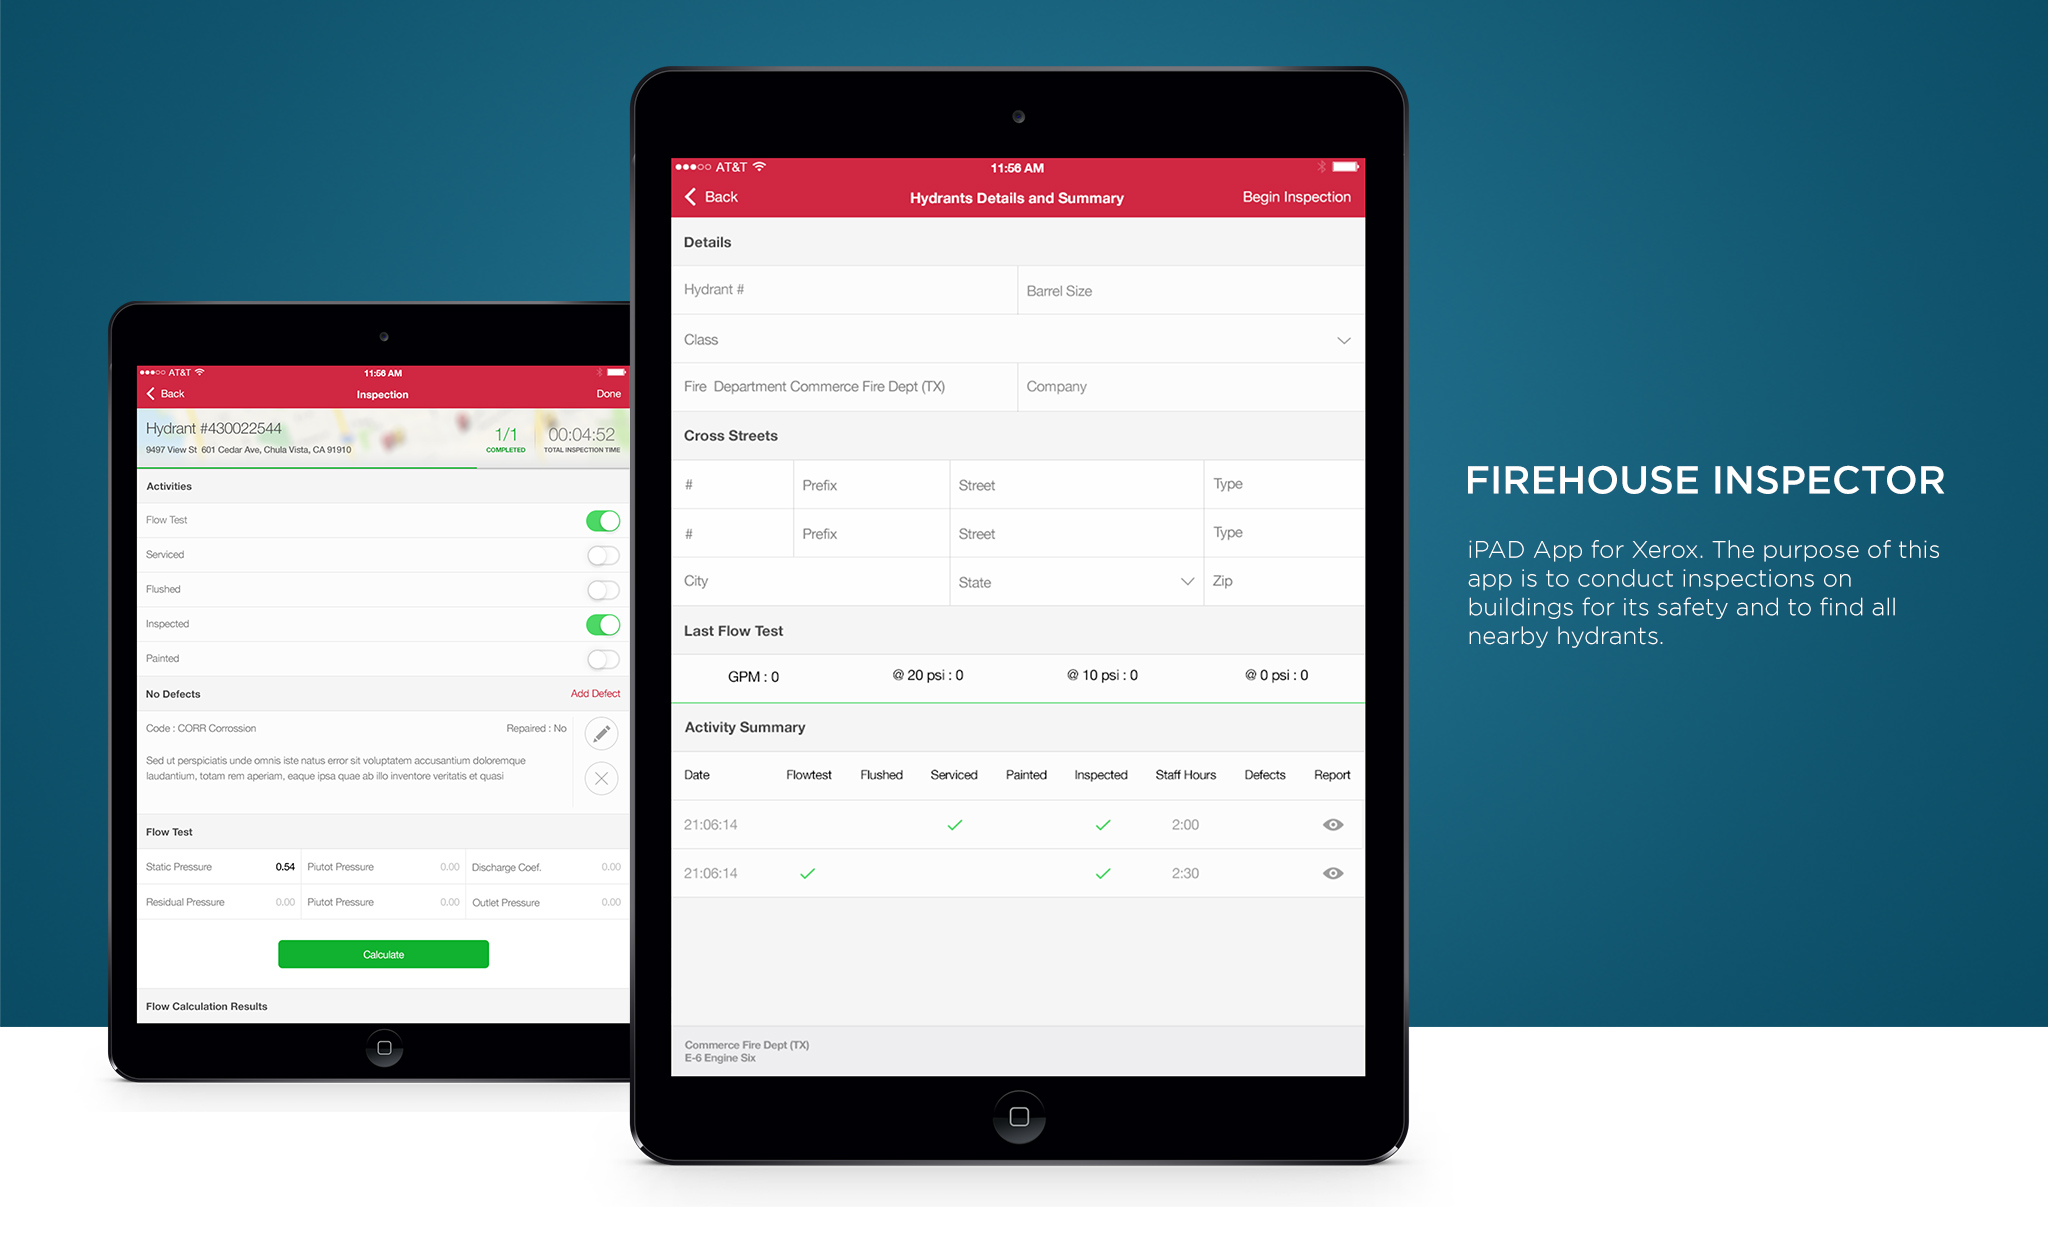 AT&T 11:56 AM
Back Inspection Done
Hydrant #430022544
9497 View St 601 Cedar Ave, Chula Vista, CA 91910
1/1
COMPLETED
00:04:52
TOTAL INSPECTION TIME
Activities
Flow Test
Serviced
Flushed
Inspected
Painted
No Defects Add Defect
Code : CORR Corrossion Repaired : No
Sed ut perspiciatis unde omnis iste natus error sit voluptatem accusantium doloremque
laudantium, totam rem aperiam, eaque ipsa quae ab illo inventore veritatis et quasi
Flow Test
Static Pressure 0.54 Piutot Pressure 0.00 Discharge Coef. 0.00
Residual Pressure 0.00 Piutot Pressure 0.00 Outlet Pressure 0.00
Calculate
Flow Calculation Results
AT&T 11:56 AM
Back Hydrants Details and Summary Begin Inspection
Details
Hydrant # Barrel Size
Class
Fire Department Commerce Fire Dept (TX) Company
Cross Streets
# Prefix Street Type
# Prefix Street Type
City State Zip
Last Flow Test
GPM : 0 @ 20 psi : 0 @ 10 psi : 0 @ 0 psi : 0
Activity Summary
Date Flowtest Flushed Serviced Painted Inspected Staff Hours Defects Report
21:06:14 2:00
21:06:14 2:30
Commerce Fire Dept (TX)
E-6 Engine Six
FIREHOUSE INSPECTOR
iPAD App for Xerox. The purpose of this
app is to conduct inspections on
buildings for its safety and to find all
nearby hydrants.